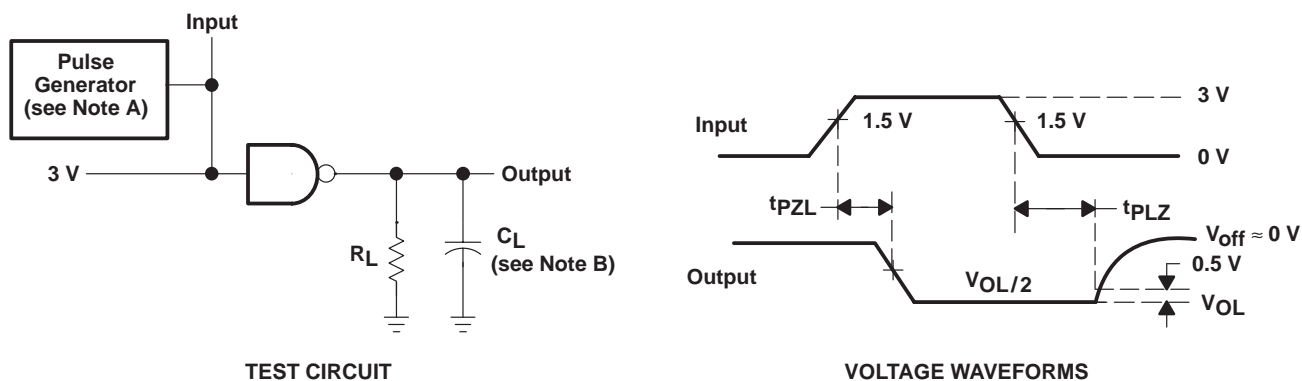 Input
Pulse
Generator
(see Note A)
3 V
Output
RL
CL
(see Note B)
TEST CIRCUIT
Input
1.5 V
1.5 V
3 V
0 V
tPZL
tPLZ
Output
VOL/2
Voff ≈ 0 V
0.5 V
VOL
VOLTAGE WAVEFORMS